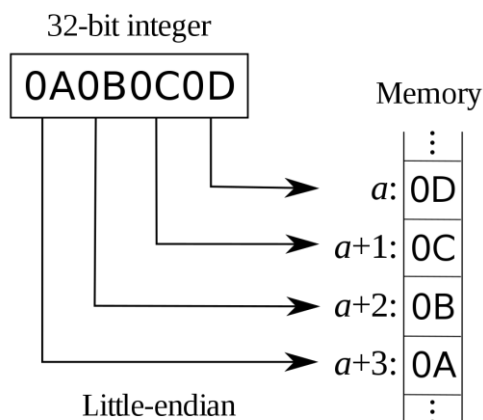 32-bit integer
0A0B0C0D
Memory
⋮
a: 0D
a+1: 0C
a+2: 0B
a+3: 0A
⋮
Little-endian